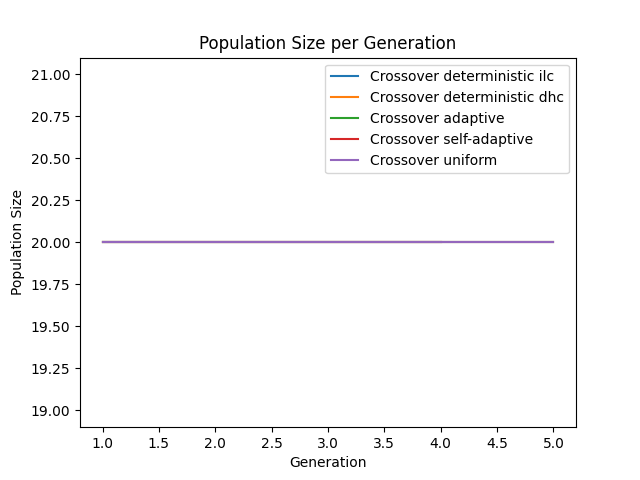 Population Size per Generation
21.00
20.75
20.50
20.25
20.00
19.75
19.50
19.25
19.00
Population Size
Crossover deterministic ilc
Crossover deterministic dhc
Crossover adaptive
Crossover self-adaptive
Crossover uniform
1.0 1.5 2.0 2.5 3.0 3.5 4.0 4.5 5.0
Generation